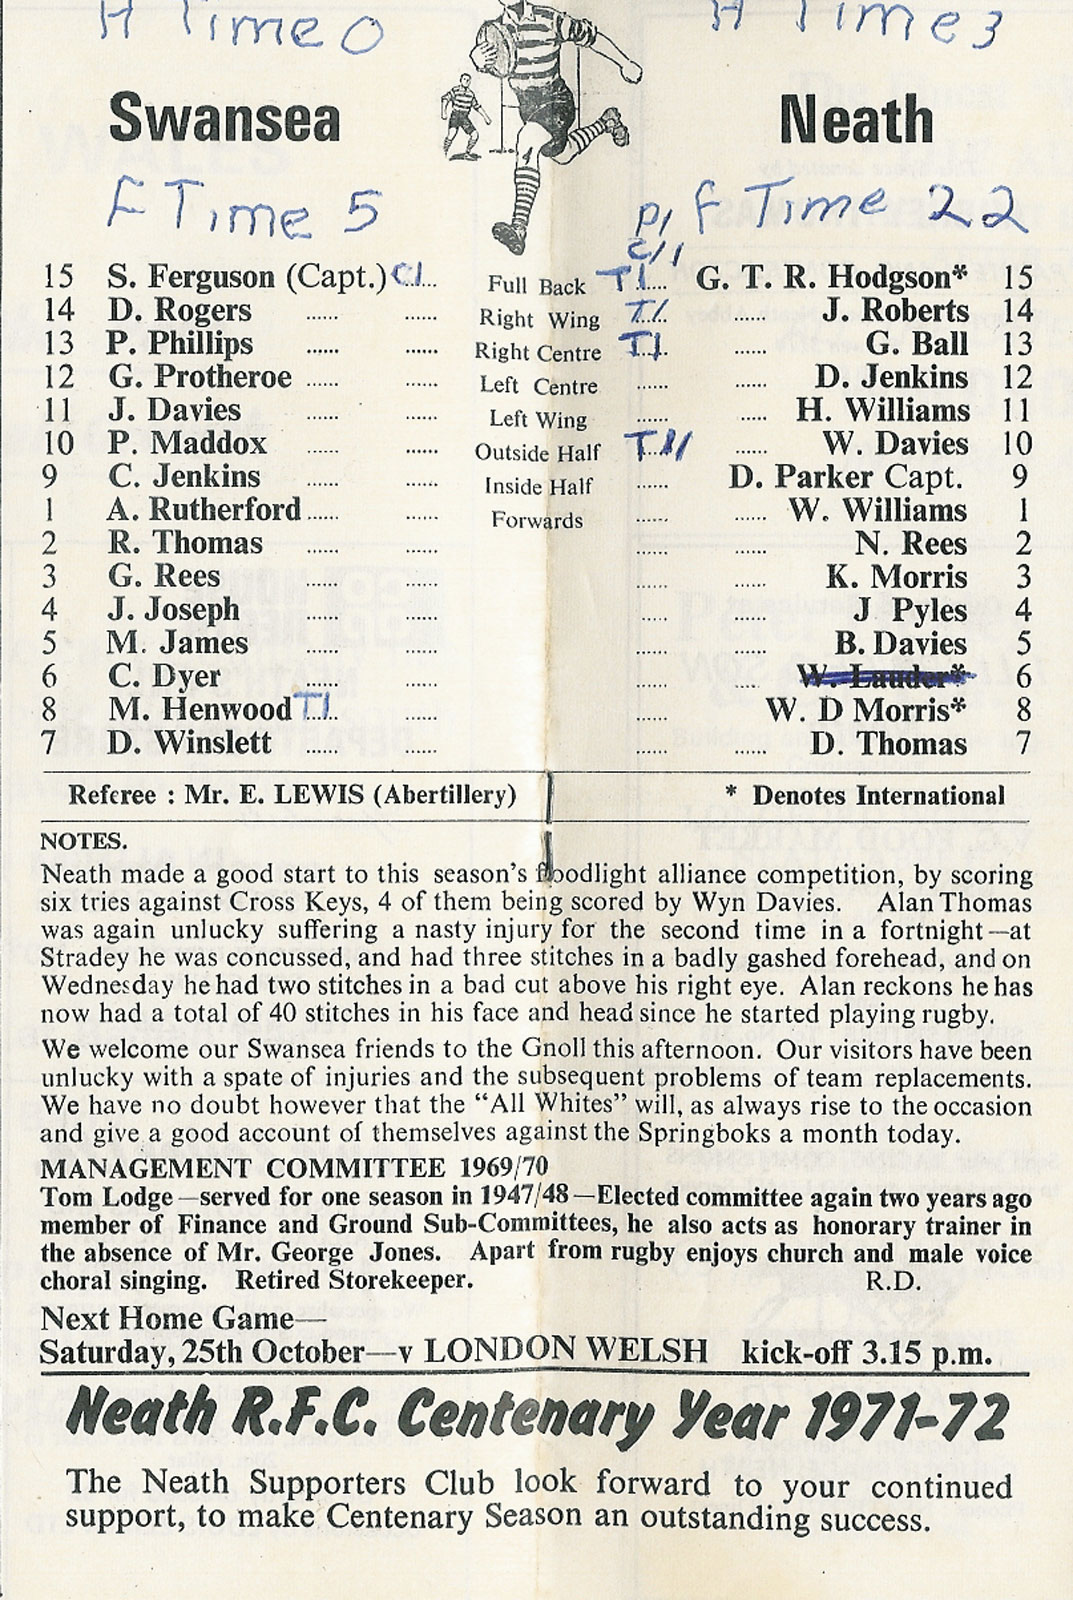 H Time 0 H Time 3
Swansea Neath
F Time 5 P1 F Time 22
C11
15 S. Ferguson (Capt.) C1 Full Back T1 G. T. R. Hodgson* 15
14 D. Rogers ...... ...... Right Wing T1 ...... J. Roberts 14
13 P. Phillips ...... ...... Right Centre T1 ...... G. Ball 13
12 G. Protheroe ...... ...... Left Centre ...... ...... D. Jenkins 12
11 J. Davies ...... ...... Left Wing ...... ...... H. Williams 11
10 P. Maddox ...... ...... Outside Half T11 W. Davies 10
9 C. Jenkins ...... ...... Inside Half ...... D. Parker Capt. 9
1 A. Rutherford ...... ...... Forwards ...... ...... W. Williams 1
2 R. Thomas ...... ...... ...... ...... N. Rees 2
3 G. Rees ...... ...... ...... ...... K. Morris 3
4 J. Joseph ...... ...... ...... ...... J Pyles 4
5 M. James ...... ...... ...... ...... B. Davies 5
6 C. Dyer ...... ...... ...... ...... W. Lauder* 6
8 M. Henwood T1 ...... ...... W. D Morris* 8
7 D. Winslett ...... ...... ...... ...... D. Thomas 7
Referee : Mr. E. LEWIS (Abertillery) * Denotes International
NOTES.
Neath made a good start to this season's floodlight alliance competition, by scoring
six tries against Cross Keys, 4 of them being scored by Wyn Davies. Alan Thomas
was again unlucky suffering a nasty injury for the second time in a fortnight—at
Stradey he was concussed, and had three stitches in a badly gashed forehead, and on
Wednesday he had two stitches in a bad cut above his right eye. Alan reckons he has
now had a total of 40 stitches in his face and head since he started playing rugby.
We welcome our Swansea friends to the Gnoll this afternoon. Our visitors have been
unlucky with a spate of injuries and the subsequent problems of team replacements.
We have no doubt however that the "All Whites" will, as always rise to the occasion
and give a good account of themselves against the Springboks a month today.
MANAGEMENT COMMITTEE 1969/70
Tom Lodge—served for one season in 1947/48—Elected committee again two years ago
member of Finance and Ground Sub-Committees, he also acts as honorary trainer in
the absence of Mr. George Jones. Apart from rugby enjoys church and male voice
choral singing. Retired Storekeeper. R.D.
Next Home Game—
Saturday, 25th October—v LONDON WELSH kick-off 3.15 p.m.
Neath R.F.C. Centenary Year 1971-72
The Neath Supporters Club look forward to your continued
support, to make Centenary Season an outstanding success.